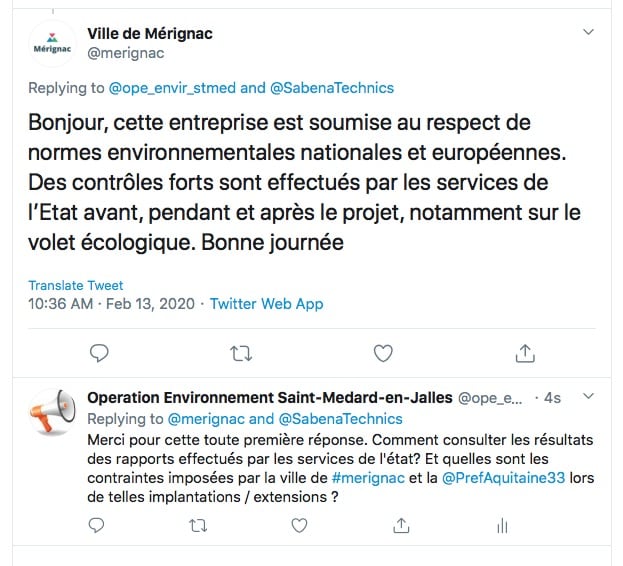 Ville de Mérignac
@merignac
Mérignac
Replying to @ope_envir_stmed and @SabenaTechnics
Bonjour, cette entreprise est soumise au respect de
normes environnementales nationales et européennes.
Des contrôles forts sont effectués par les services de
l'Etat avant, pendant et après le projet, notamment sur le
volet écologique. Bonne journée
Translate Tweet
10:36 AM · Feb 13, 2020 · Twitter Web App
Operation Environnement Saint-Medard-en-Jalles @ope_e... · 4s
Replying to @merignac and @SabenaTechnics
Merci pour cette toute première réponse. Comment consulter les résultats
des rapports effectués par les services de l'état? Et quelles sont les
contraintes imposées par la ville de #merignac et la @PrefAquitaine33 lors
de telles implantations / extensions ?